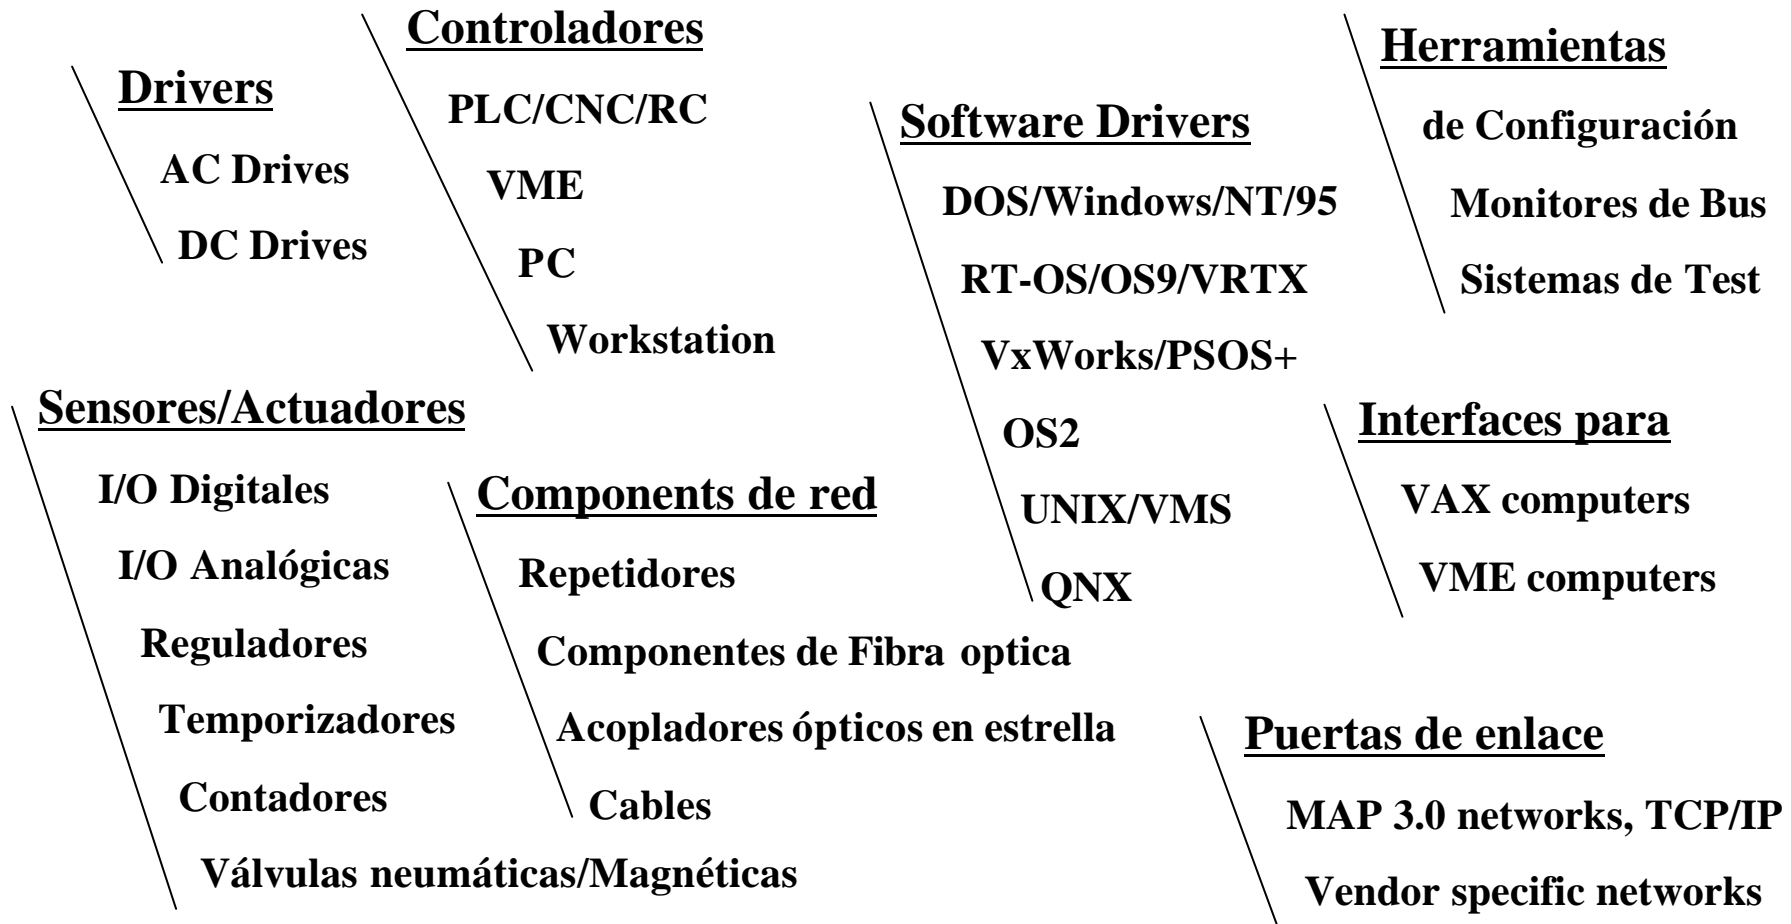 Drivers
AC Drives
DC Drives
Controladores
PLC/CNC/RC
VME
PC
Workstation
Software Drivers
DOS/Windows/NT/95
RT-OS/OS9/VRTX
VxWorks/PSOS+
OS2
UNIX/VMS
QNX
Herramientas
de Configuración
Monitores de Bus
Sistemas de Test
Sensores/Actuadores
I/O Digitales
I/O Analógicas
Reguladores
Temporizadores
Contadores
Válvulas neumáticas/Magnéticas
Components de red
Repetidores
Componentes de Fibra optica
Acopladores ópticos en estrella
Cables
Interfaces para
VAX computers
VME computers
Puertas de enlace
MAP 3.0 networks, TCP/IP
Vendor specific networks